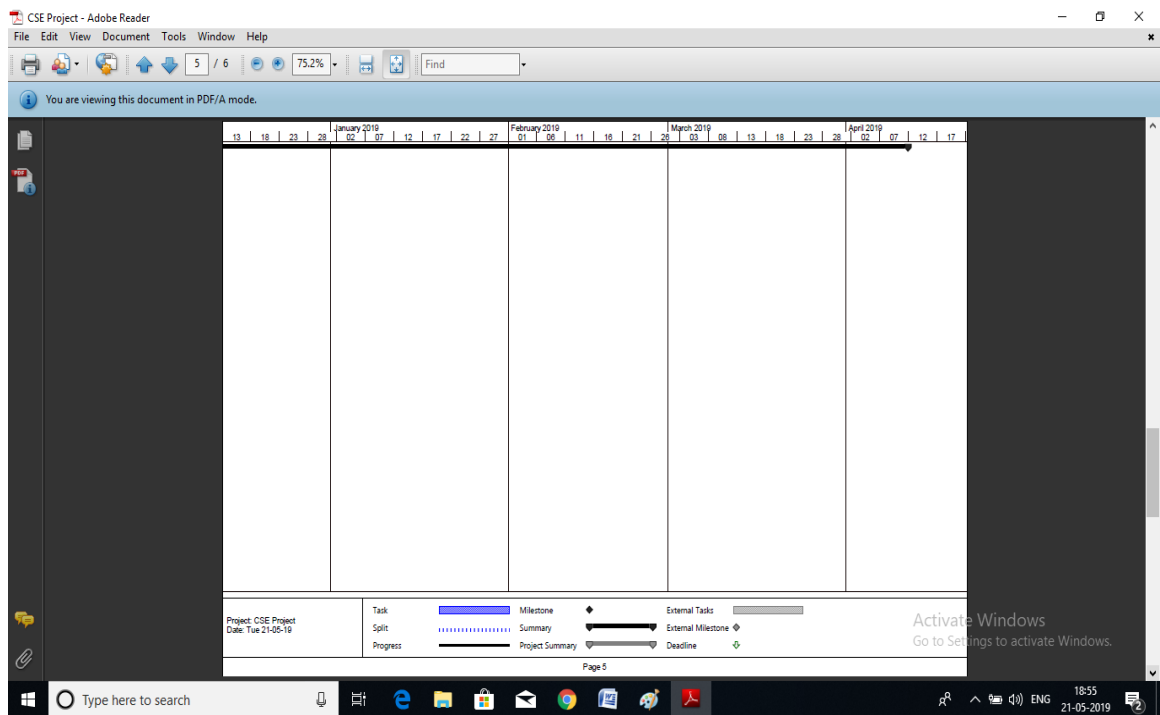 CSE Project - Adobe Reader
File Edit View Document Tools Window Help
5 / 6 75.2% Find
You are viewing this document in PDF/A mode.
January 2019 February 2019 March 2019 April 2019
13 18 23 28 02 07 12 17 22 27 01 06 11 16 21 26 03 08 13 18 23 28 02 07 12 17
Task Milestone External Tasks
Project: CSE Project
Date: Tue 21-05-19
Split Summary External Milestone
Progress Project Summary Deadline
Page 5
Activate Windows
Go to Settings to activate Windows.
Type here to search
ENG
18:55
21-05-2019
2